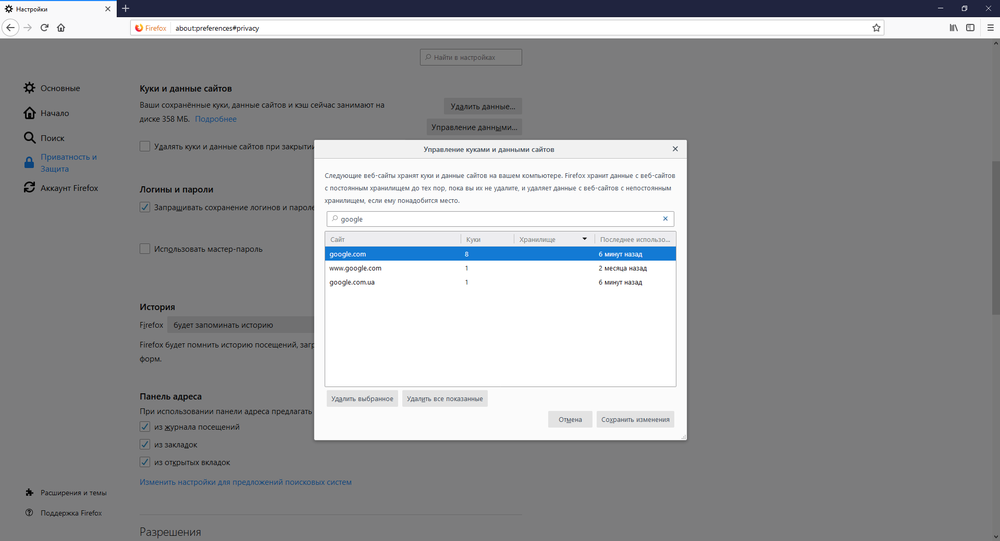 Настройки
Firefox about:preferences#privacy
Найти в настройках
Основные
Начало
Поиск
Приватность и
Защита
Аккаунт Firefox
Расширения и темы
Поддержка Firefox
Куки и данные сайтов
Ваши сохранённые куки, данные сайтов и кэш сейчас занимают на
диске 358 МБ. Подробнее
Удалить данные...
Управление данными...
Удалять куки и данные сайтов при закрытии
Логины и пароли
Запрашивать сохранение логинов и пароле
Использовать мастер-пароль
История
Firefox будет запоминать историю
Firefox будет помнить историю посещений, загр
форм.
Панель адреса
При использовании панели адреса предлагать
из журнала посещений
из закладок
из открытых вкладок
Изменить настройки для предложений поисковых систем
Разрешения
Управление куками и данными сайтов
Следующие веб-сайты хранят куки и данные сайтов на вашем компьютере. Firefox хранит данные с веб-сайтов
с постоянным хранилищем до тех пор, пока вы их не удалите, и удаляет данные с веб-сайтов с непостоянным
хранилищем, если ему понадобится место.
google
Сайт Куки Хранилище Последнее использо...
google.com 8 6 минут назад
www.google.com 1 2 месяца назад
google.com.ua 1 6 минут назад
Удалить выбранное Удалить все показанные
Отмена Сохранить изменения